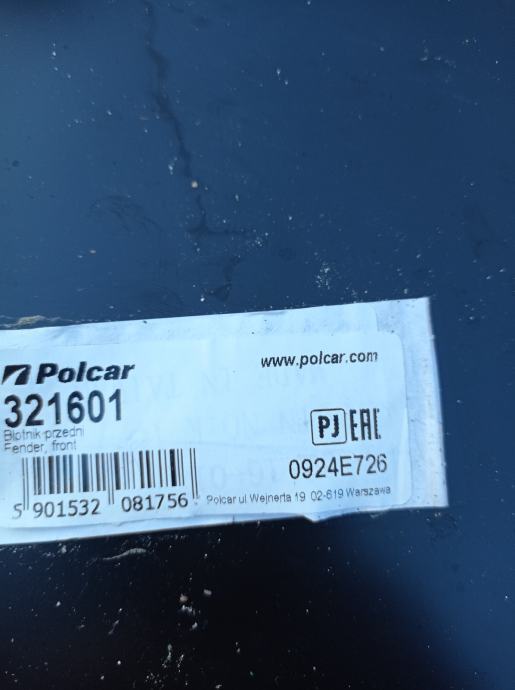 Polcar
www.polcar.com
321601
Błotnik przedni
Fender, front
PJ EAC
0924E726
5 901532 081756
Polcar ul.Wejnerta 19 02-619 Warszawa